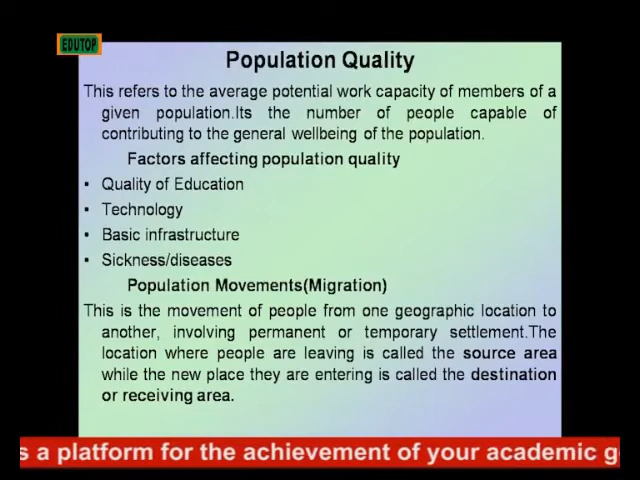 EDUTOP
Population Quality
This refers to the average potential work capacity of members of a
given population.Its the number of people capable of
contributing to the general wellbeing of the population.
Factors affecting population quality
• Quality of Education
• Technology
• Basic infrastructure
• Sickness/diseases
Population Movements(Migration)
This is the movement of people from one geographic location to
another, involving permanent or temporary settlement.The
location where people are leaving is called the source area
while the new place they are entering is called the destination
or receiving area.
s a platform for the achievement of your academic g